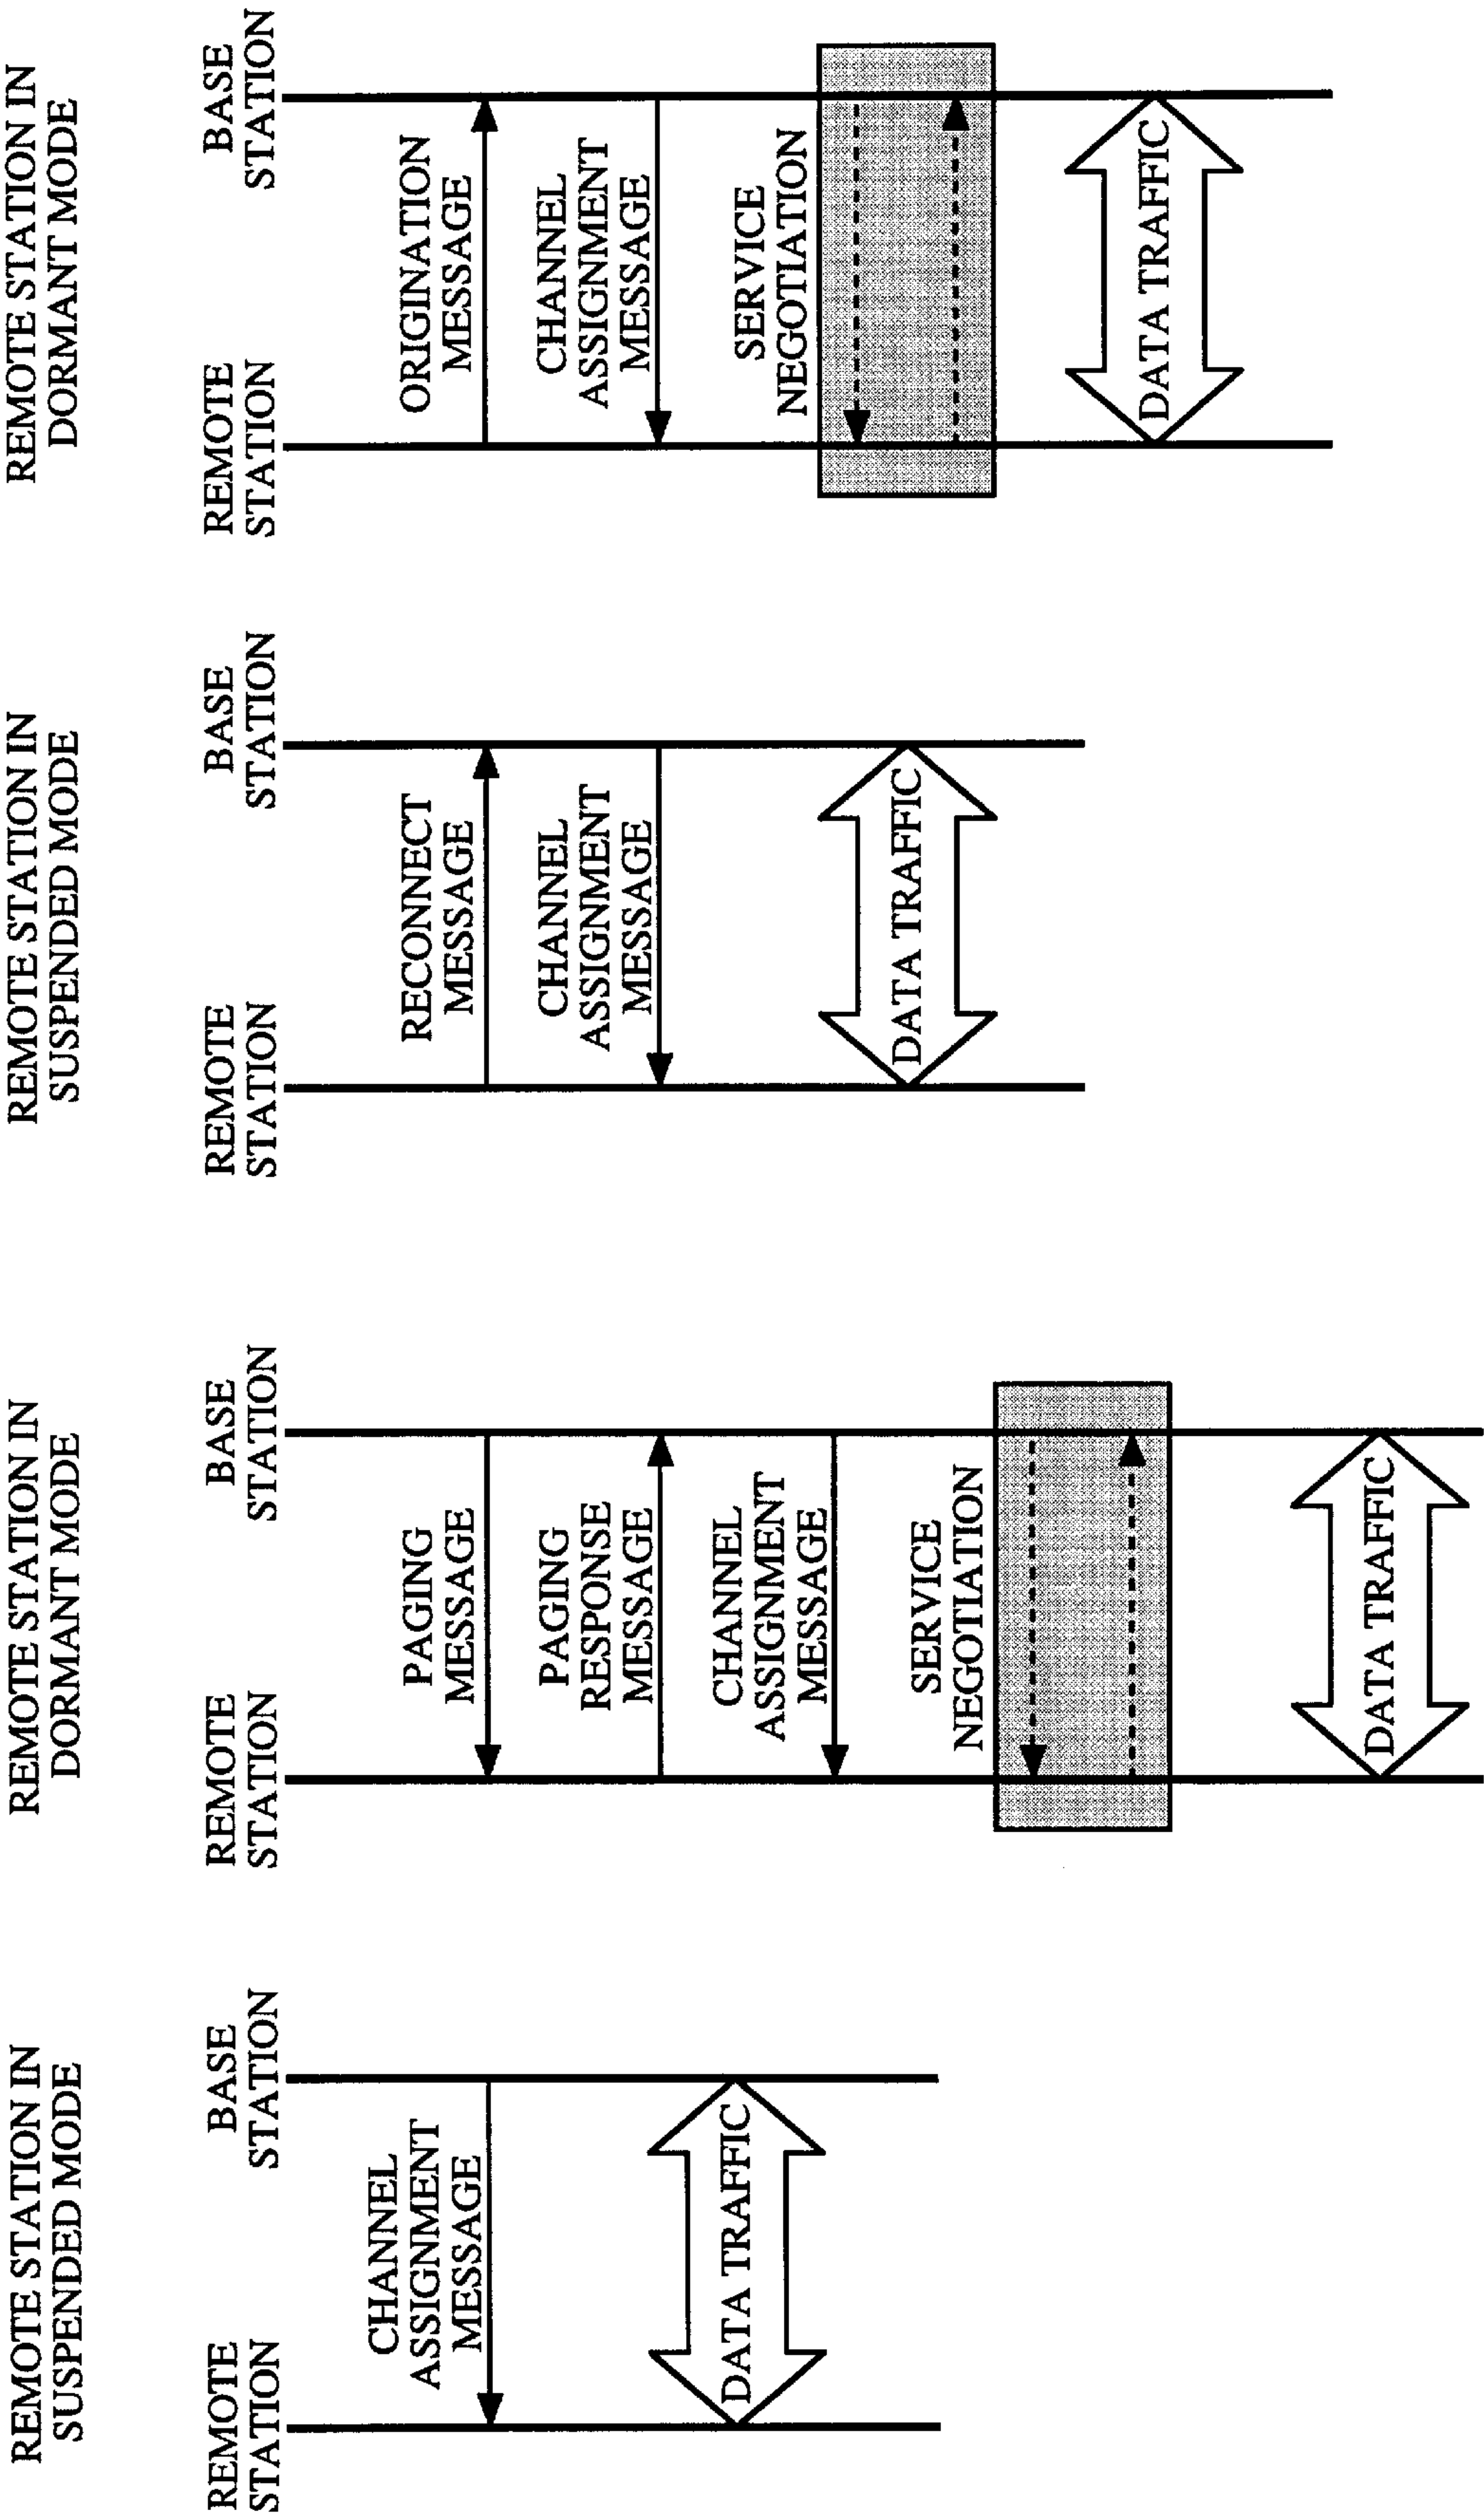 REMOTE STATION IN
SUSPENDED MODE
REMOTE
STATION
BASE
STATION
CHANNEL
ASSIGNMENT
MESSAGE
DATA TRAFFIC
REMOTE STATION IN
DORMANT MODE
REMOTE
STATION
BASE
STATION
PAGING
MESSAGE
PAGING
RESPONSE
MESSAGE
CHANNEL
ASSIGNMENT
MESSAGE
SERVICE
NEGOTIATION
DATA TRAFFIC
REMOTE STATION IN
SUSPENDED MODE
REMOTE
STATION
BASE
STATION
RECONNECT
MESSAGE
CHANNEL
ASSIGNMENT
MESSAGE
DATA TRAFFIC
REMOTE STATION IN
DORMANT MODE
REMOTE
STATION
BASE
STATION
ORIGINATION
MESSAGE
CHANNEL
ASSIGNMENT
MESSAGE
SERVICE
NEGOTIATION
DATA TRAFFIC